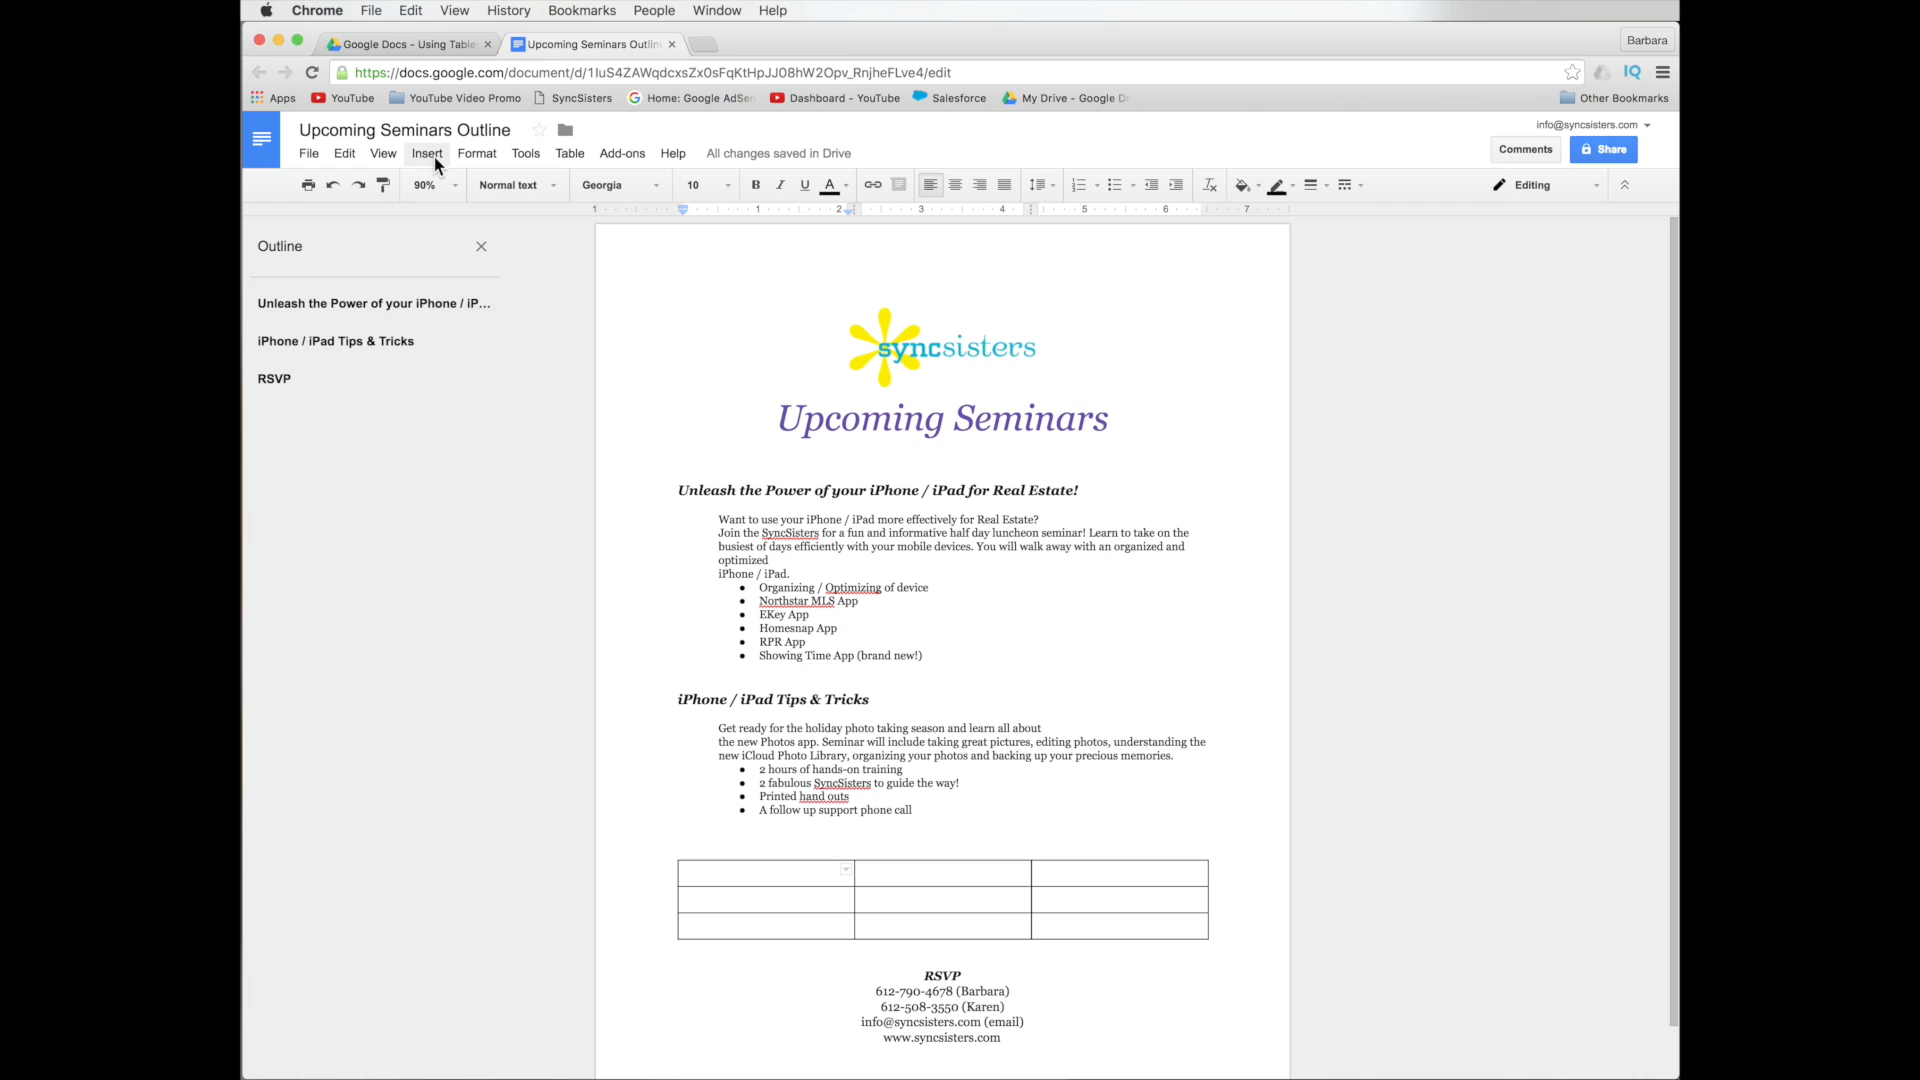 Chrome File Edit View History Bookmarks People Window Help
Google Docs - Using Table
Upcoming Seminars Outlin
Barbara
https://docs.google.com/document/d/1IuS4ZAWqdcxsZx0sFqKtHpJJ08hW2Opv_RnjheFLve4/edit
IQ
Apps YouTube YouTube Video Promo SyncSisters Home: Google AdSen Dashboard - YouTube Salesforce My Drive - Google Dr Other Bookmarks
Upcoming Seminars Outline
info@syncsisters.com
File Edit View Insert Format Tools Table Add-ons Help All changes saved in Drive
Comments Share
90% Normal text Georgia 10 B I U A Editing
1 1 2 3 4 5 6 7
Outline
Unleash the Power of your iPhone / iP...
iPhone / iPad Tips & Tricks
RSVP
syncsisters
Upcoming Seminars
Unleash the Power of your iPhone / iPad for Real Estate!
Want to use your iPhone / iPad more effectively for Real Estate?
Join the SyncSisters for a fun and informative half day luncheon seminar! Learn to take on the
busiest of days efficiently with your mobile devices. You will walk away with an organized and
optimized
iPhone / iPad.
● Organizing / Optimizing of device
● Northstar MLS App
● EKey App
● Homesnap App
● RPR App
● Showing Time App (brand new!)
iPhone / iPad Tips & Tricks
Get ready for the holiday photo taking season and learn all about
the new Photos app. Seminar will include taking great pictures, editing photos, understanding the
new iCloud Photo Library, organizing your photos and backing up your precious memories.
● 2 hours of hands-on training
● 2 fabulous SyncSisters to guide the way!
● Printed hand outs
● A follow up support phone call
RSVP
612-790-4678 (Barbara)
612-508-3550 (Karen)
info@syncsisters.com (email)
www.syncsisters.com